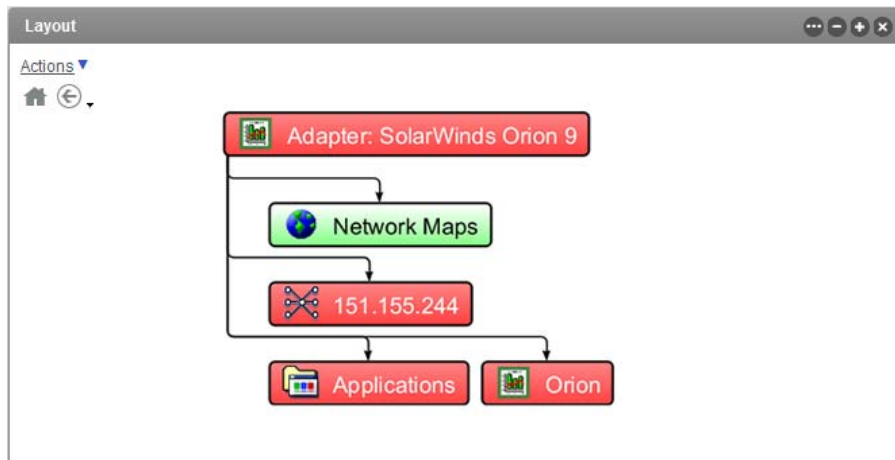 Layout
Actions
Adapter: SolarWinds Orion 9
Network Maps
151.155.244
Applications
Orion